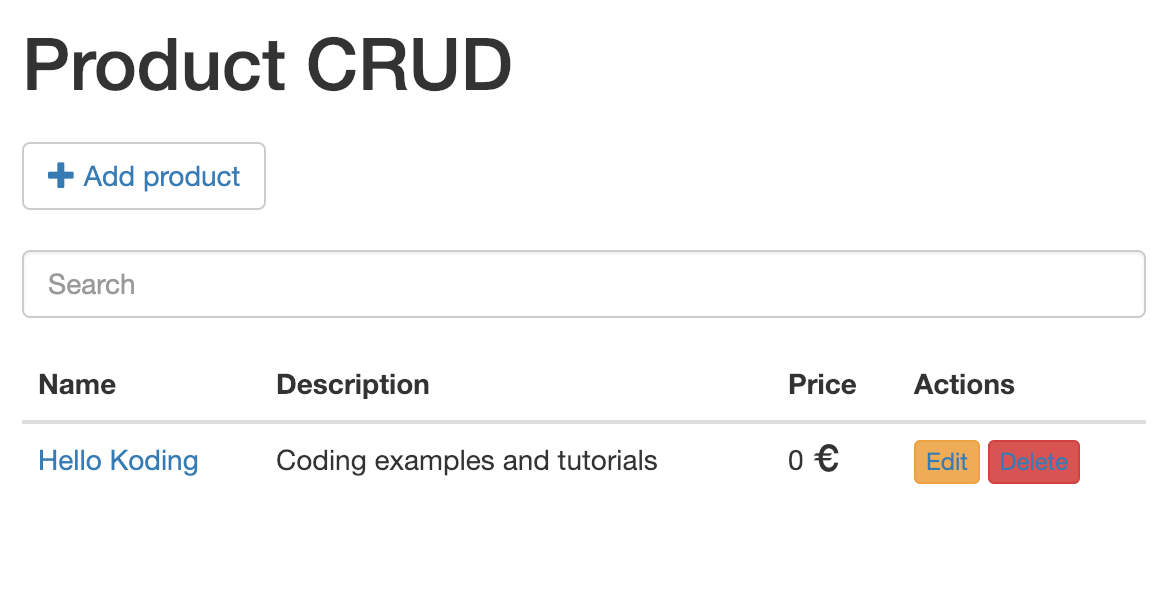 Product CRUD
Add product
Search
Name Description Price Actions
Hello Koding Coding examples and tutorials 0 € Edit Delete